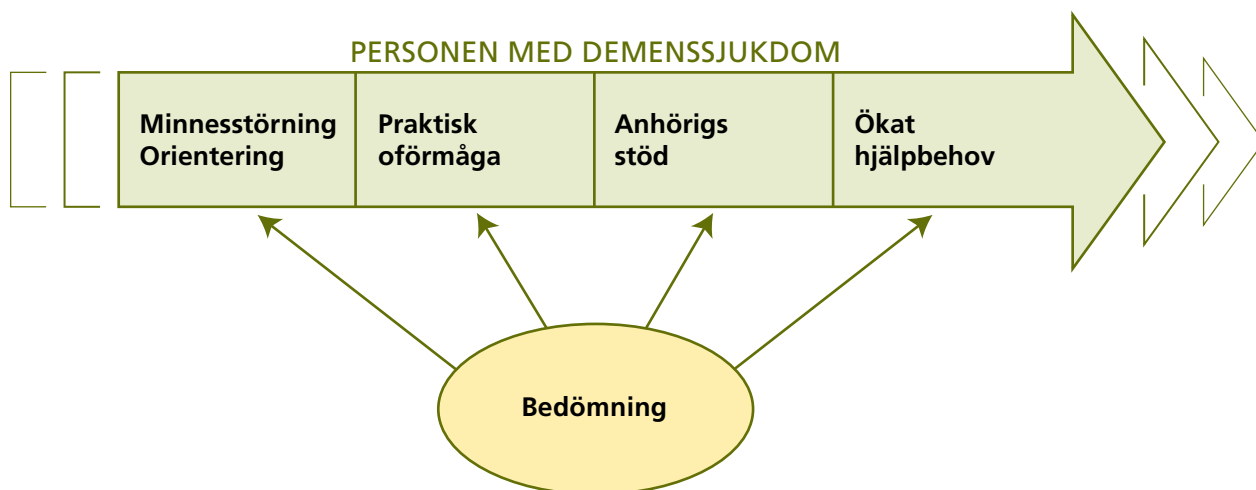 PERSONEN MED DEMENSSJUKDOM
Minnesstörning
Orientering
Praktisk
oförmåga
Anhörigs
stöd
Ökat
hjälpbehov
Bedömning